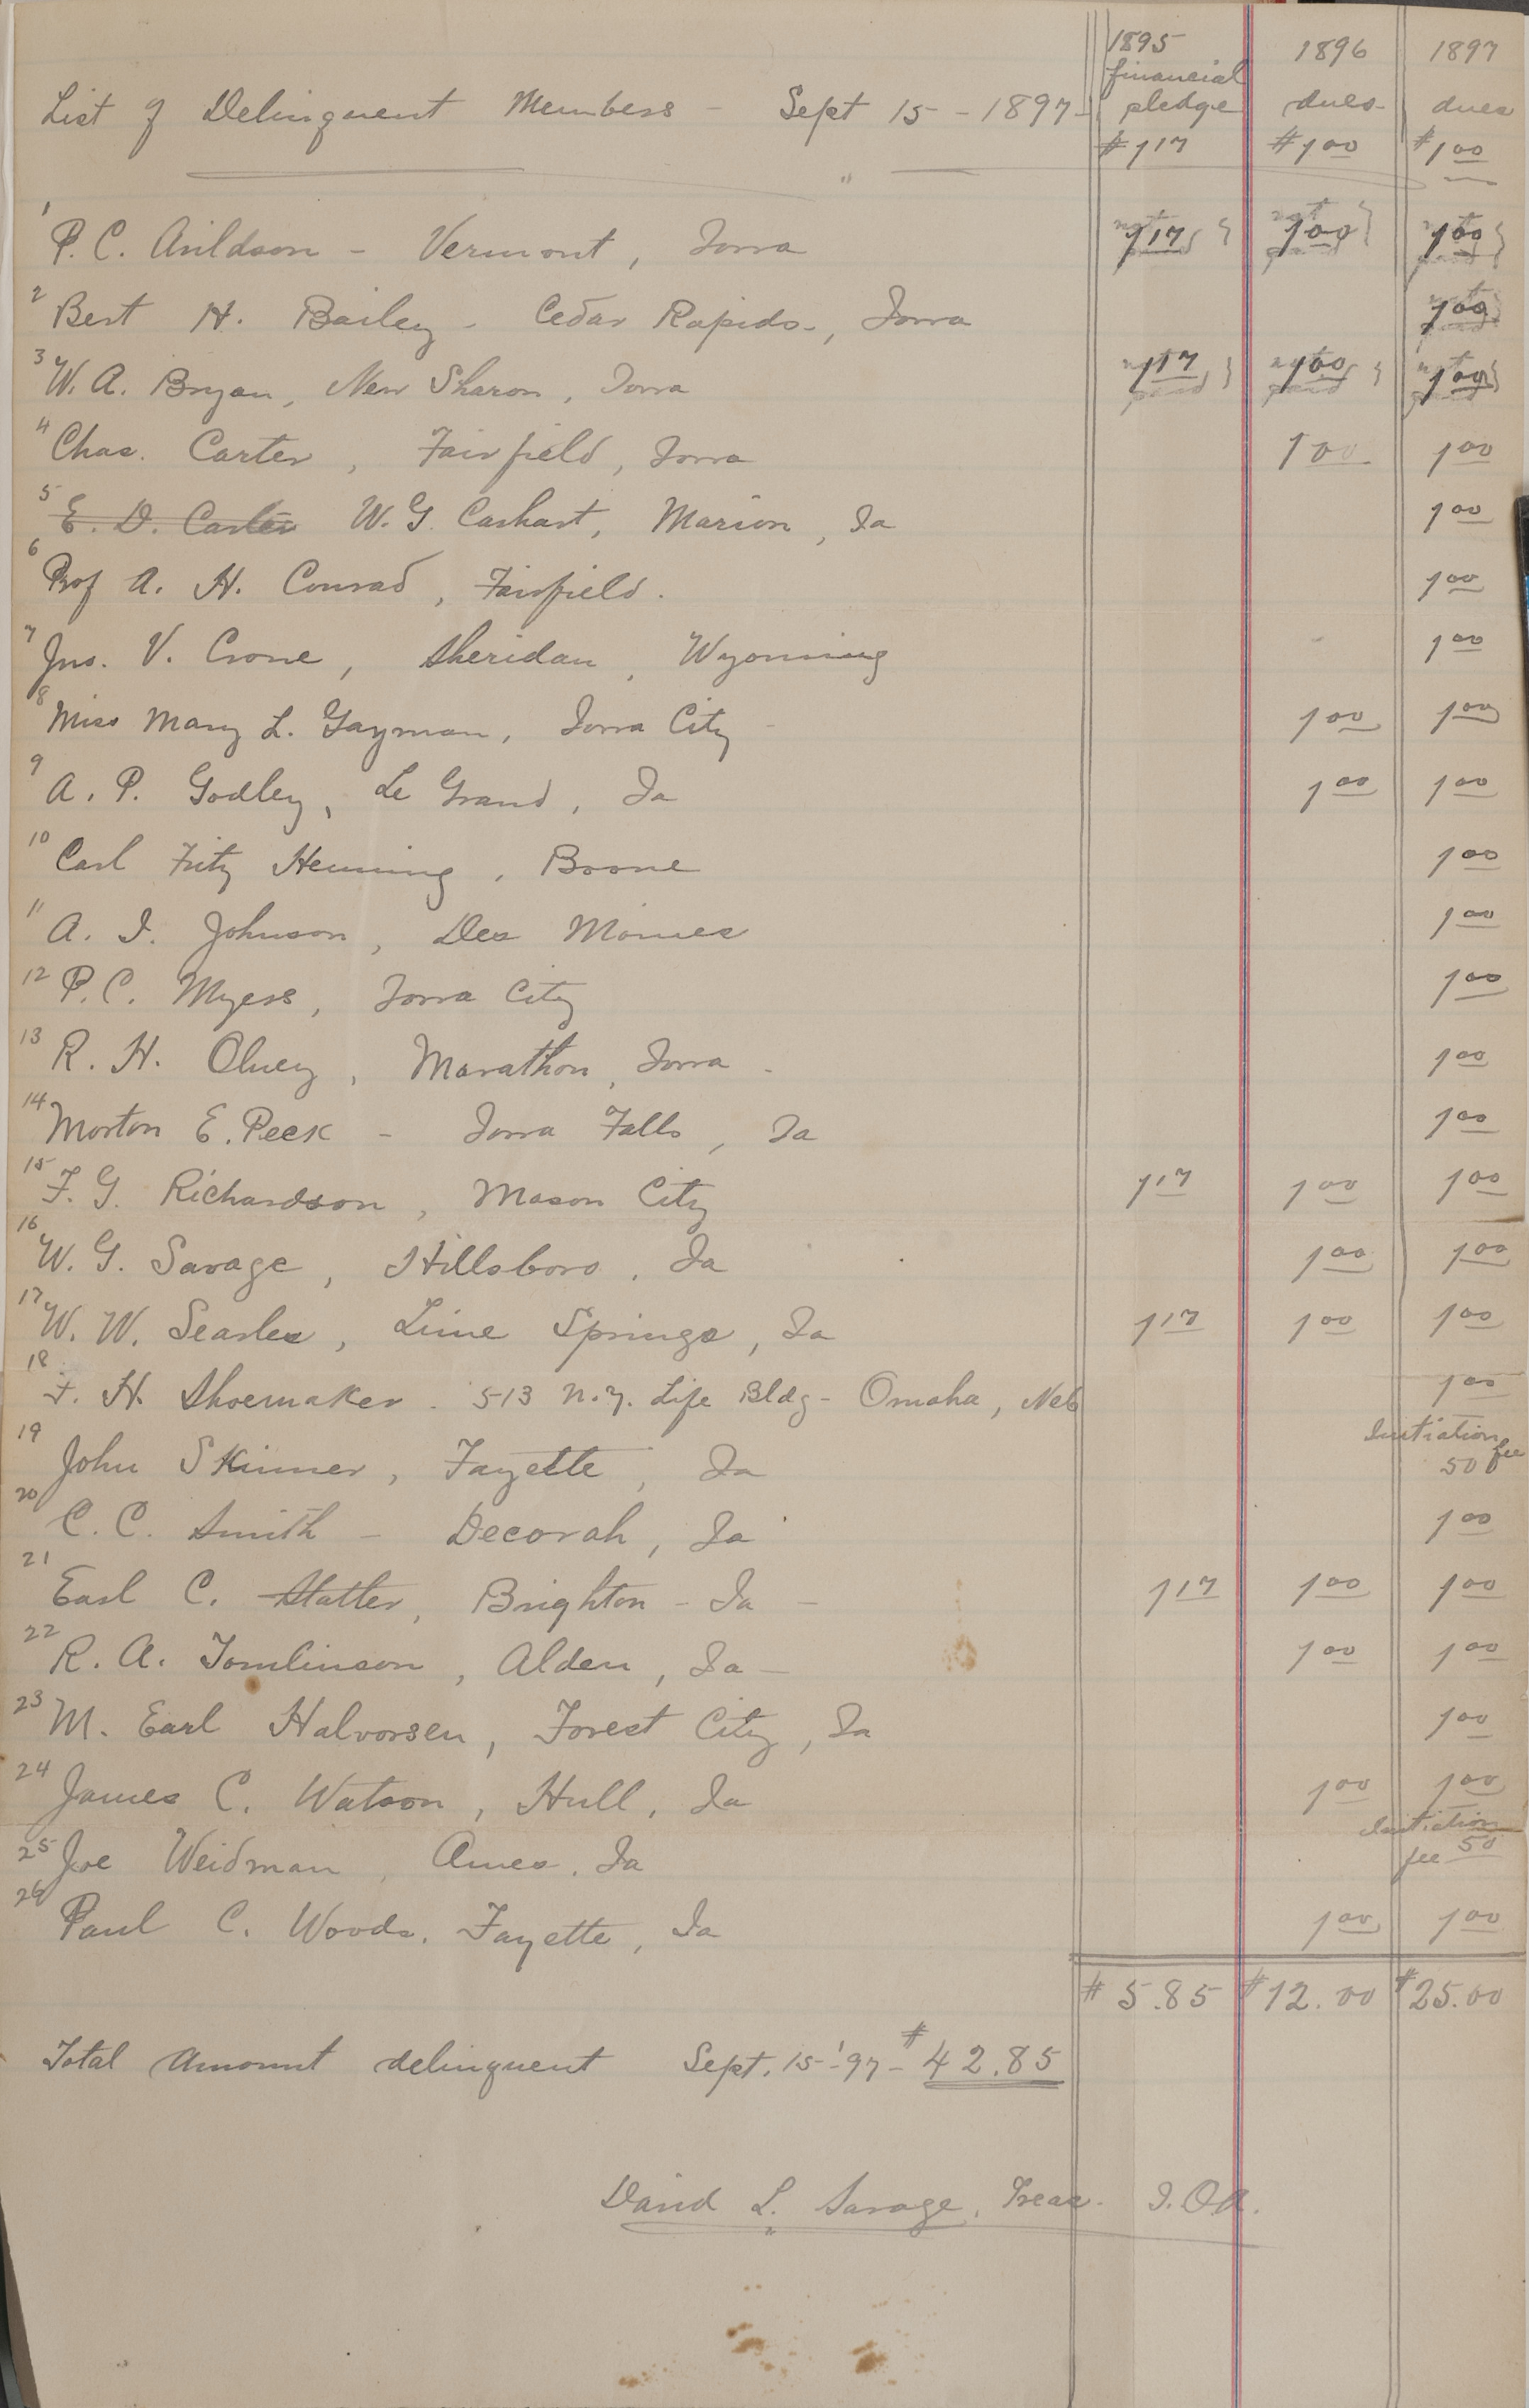 1895 1896 1897
financial
List of Delinquent Members - Sept 15 - 1897 - pledge dues dues
$1 17 $1 00 $1 00
1 P. C. Arildson - Vermont, Iowa not paid 1 17 not paid 1 00 not paid 1 00
2 Bert H. Bailey - Cedar Rapids, Iowa not paid 1 00
3 W. A. Bryan, New Sharon, Iowa not paid 1 17 not paid 1 00 not paid 1 00
4 Chas. Carter, Fairfield, Iowa 1 00 1 00
5 E. D. Carter W. G. Cashart, Marion, Ia 1 00
6 Prof A. H. Conrad, Fairfield. 1 00
7 Jno. V. Crone, Sheridan, Wyoming 1 00
8 Miss Mary L. Gayman, Iowa City 1 00 1 00
9 A. P. Godley, Le Grand, Ia 1 00 1 00
10 Carl Fritz Henning, Boone 1 00
11 A. I. Johnson, Des Moines 1 00
12 P. C. Myers, Iowa City 1 00
13 R. H. Olney, Marathon, Iowa - 1 00
14 Morton E. Peck - Iowa Falls, Ia 1 00
15 F. G. Richardson, Mason City 1 17 1 00 1 00
16 W. G. Savage, Hillsboro, Ia 1 00 1 00
17 W. W. Searles, Lime Springs, Ia 1 17 1 00 1 00
18 F. H. Shoemaker. 513 N.Y. Life Bldg - Omaha, Neb 1 00
19 John Skinner, Fayette, Ia Initiation fee 50
20 C. C. Smith - Decorah, Ia 1 00
21 Earl C. Statler, Brighton - Ia - 1 17 1 00 1 00
22 R. A. Tomlinson, Alden, Ia - 1 00 1 00
23 M. Earl Halvorsen, Forest City, Ia 1 00
24 James C. Watson, Hull, Ia 1 00 1 00
25 Joe Weidman, Ames, Ia Initiation fee 50
26 Paul C. Woods, Fayette, Ia 1 00 1 00
$5.85 $12.00 $25.00
Total Amount delinquent Sept. 15 - '97 - $42.85
David L. Savage, Treas. I.O.A.